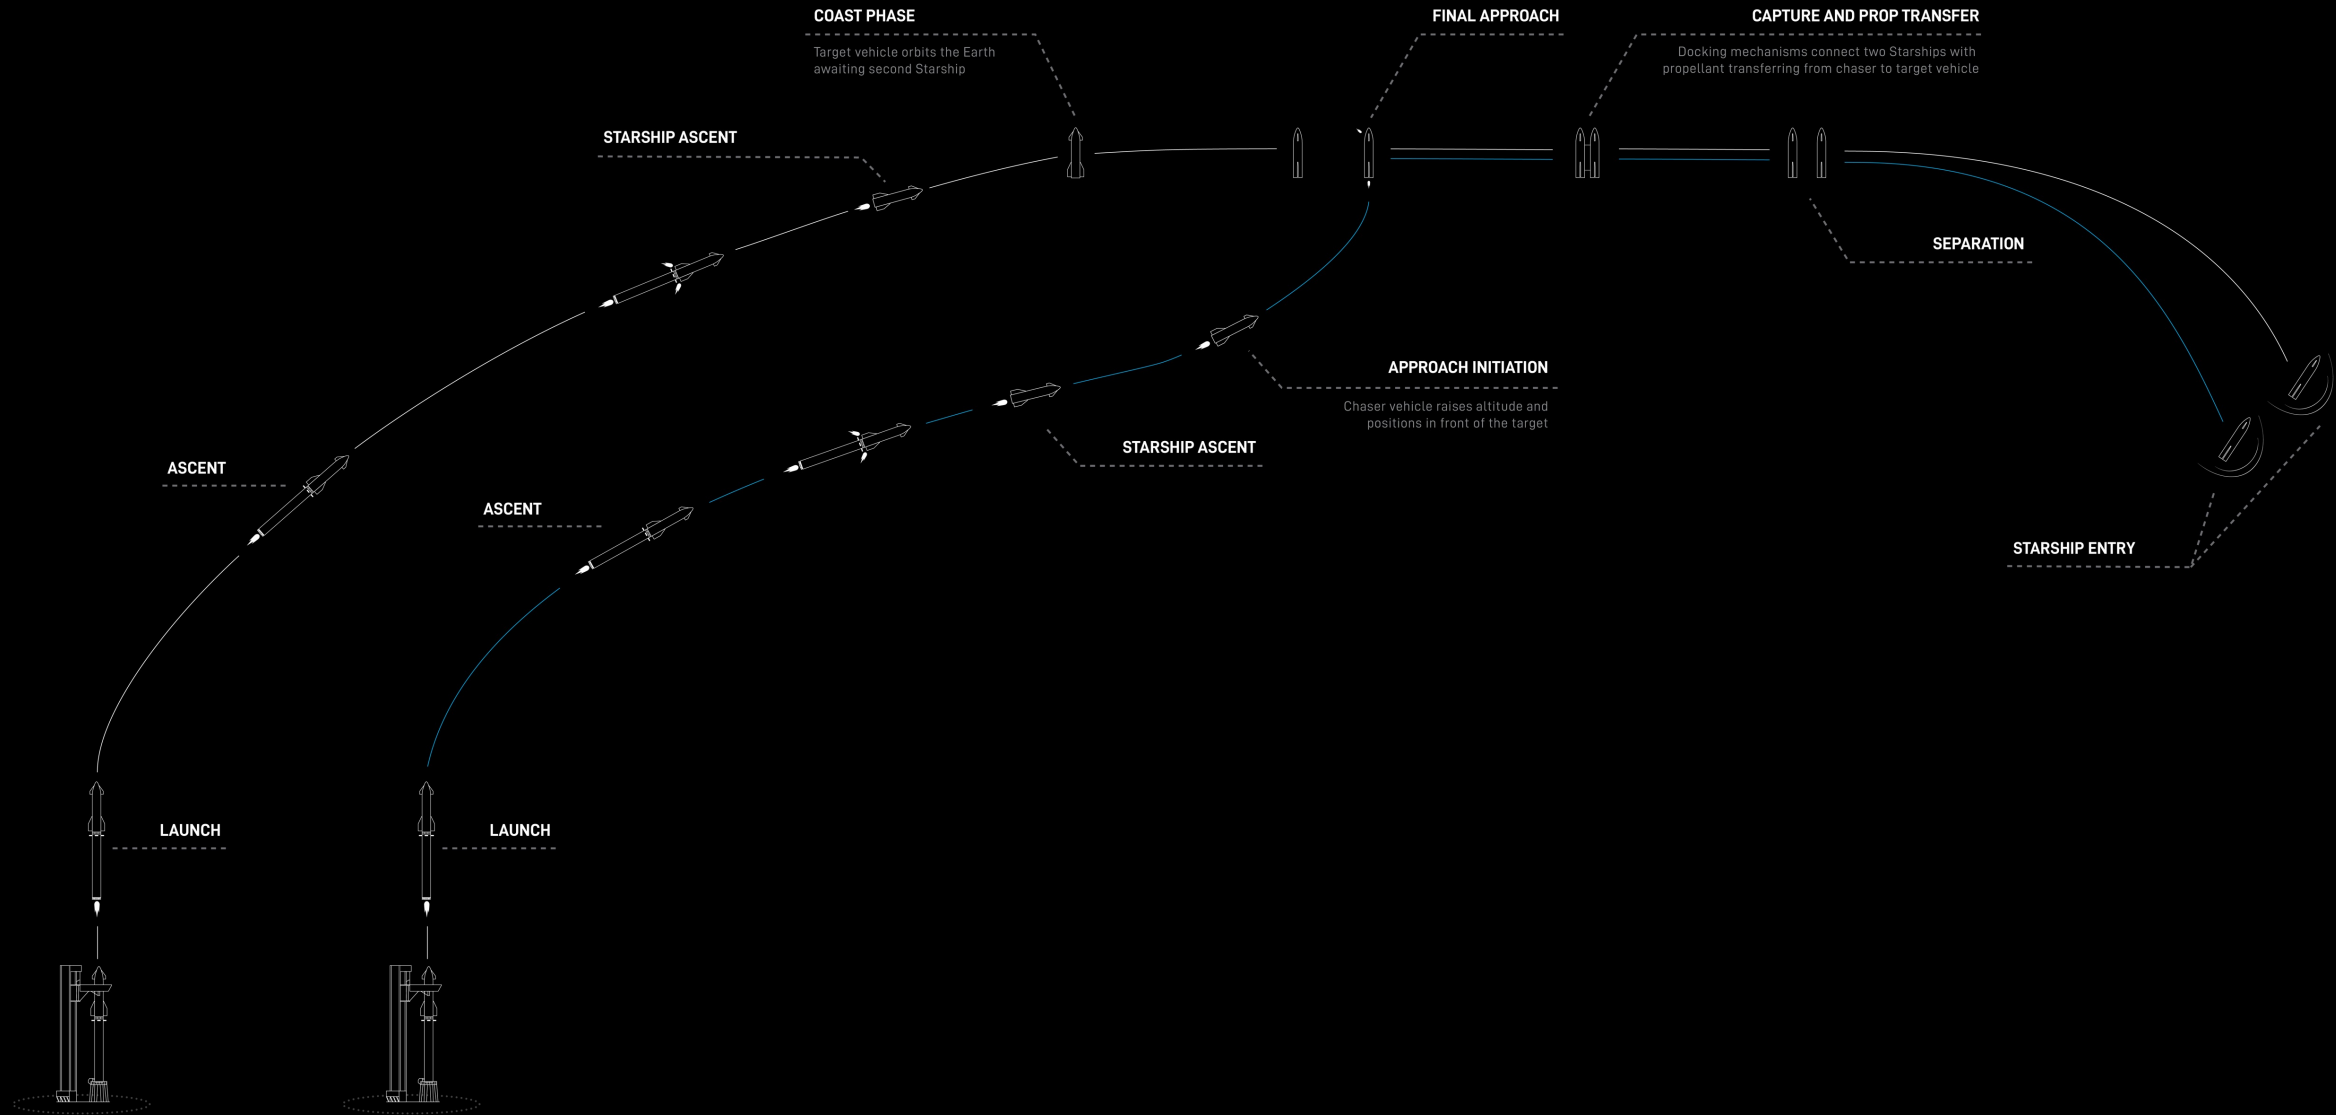 COAST PHASE
Target vehicle orbits the Earth
awaiting second Starship
FINAL APPROACH
CAPTURE AND PROP TRANSFER
Docking mechanisms connect two Starships with
propellant transferring from chaser to target vehicle
STARSHIP ASCENT
SEPARATION
APPROACH INITIATION
Chaser vehicle raises altitude and
positions in front of the target
STARSHIP ASCENT
ASCENT
ASCENT
STARSHIP ENTRY
LAUNCH
LAUNCH